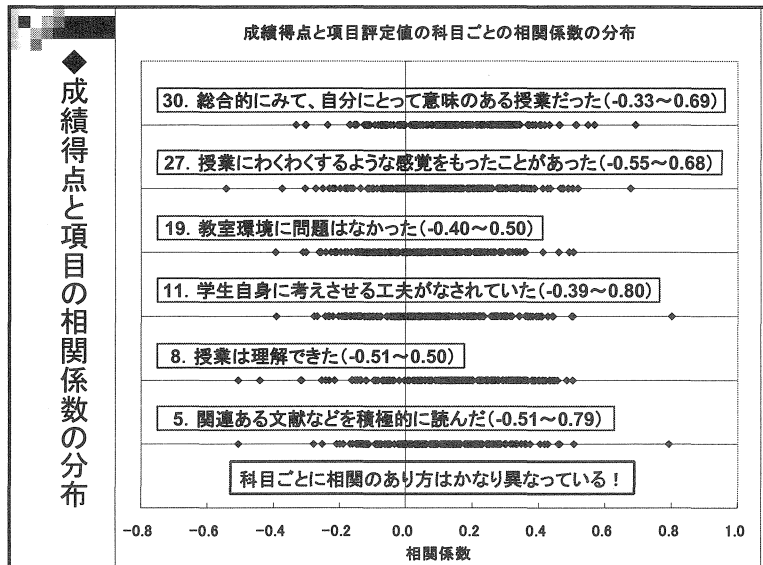 ◆成績得点と項目の相関係数の分布
成績得点と項目評定値の科目ごとの相関係数の分布
30. 総合的にみて、自分にとって意味のある授業だった(-0.33～0.69)
27. 授業にわくわくするような感覚をもったことがあった(-0.55～0.68)
19. 教室環境に問題はなかった(-0.40～0.50)
11. 学生自身に考えさせる工夫がなされていた(-0.39～0.80)
8. 授業は理解できた(-0.51～0.50)
5. 関連ある文献などを積極的に読んだ(-0.51～0.79)
科目ごとに相関のあり方はかなり異なっている！
-0.8 -0.6 -0.4 -0.2 0.0 0.2 0.4 0.6 0.8 1.0
相関係数